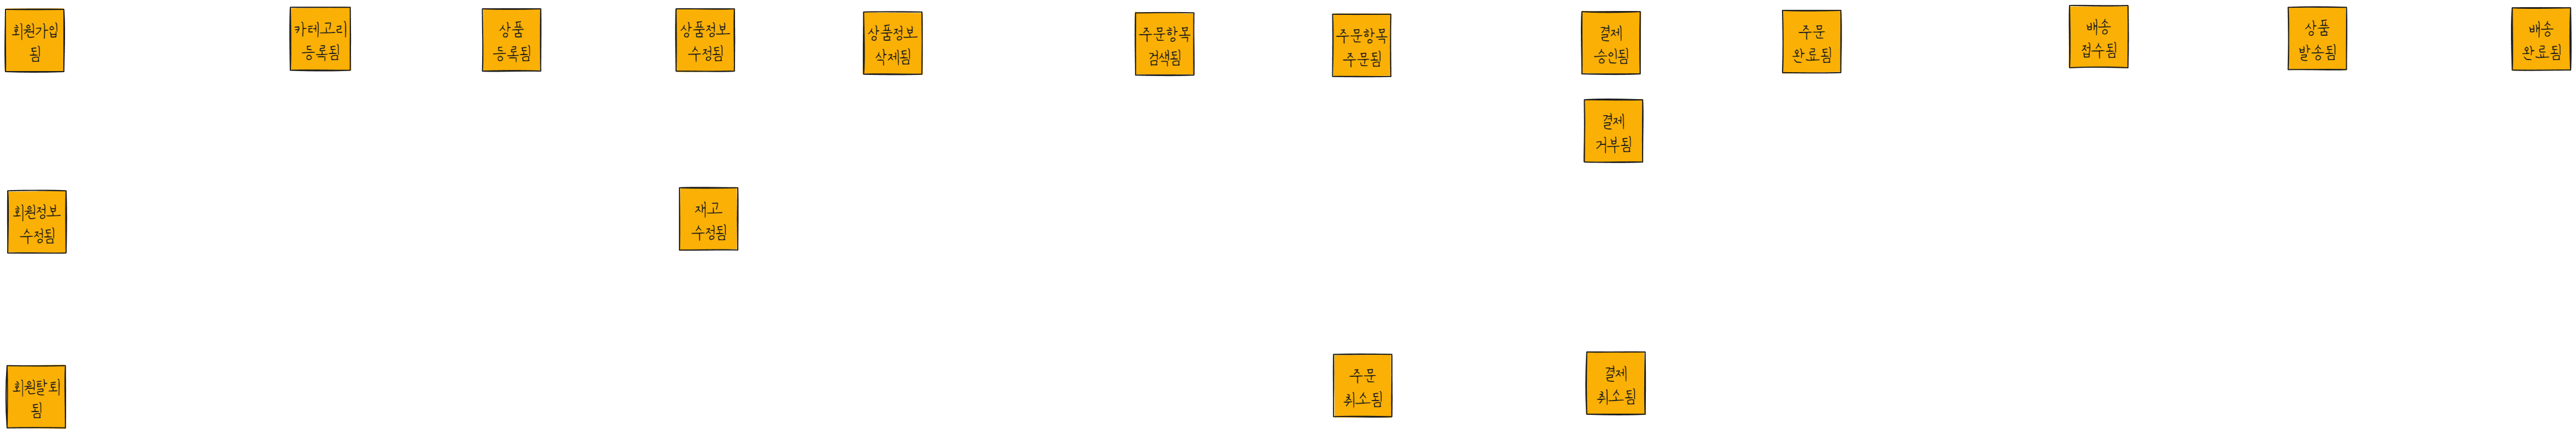 회원가입
됨
카테고리
등록됨
상품
등록됨
상품정보
수정됨
상품정보
삭제됨
주문항목
검색됨
주문항목
주문됨
결제
승인됨
주문
완료됨
배송
접수됨
상품
발송됨
배송
완료됨
결제
거부됨
회원정보
수정됨
재고
수정됨
회원탈퇴
됨
주문
취소됨
결제
취소됨